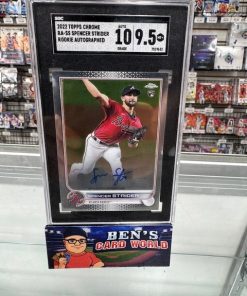 SGC
2022 TOPPS CHROME
RA-SS SPENCER STRIDER
ROOKIE AUTOGRAPHED
AUTO
10
GRADE
9.5
SPENCER STRIDER
BEN'S
CARD WORLD